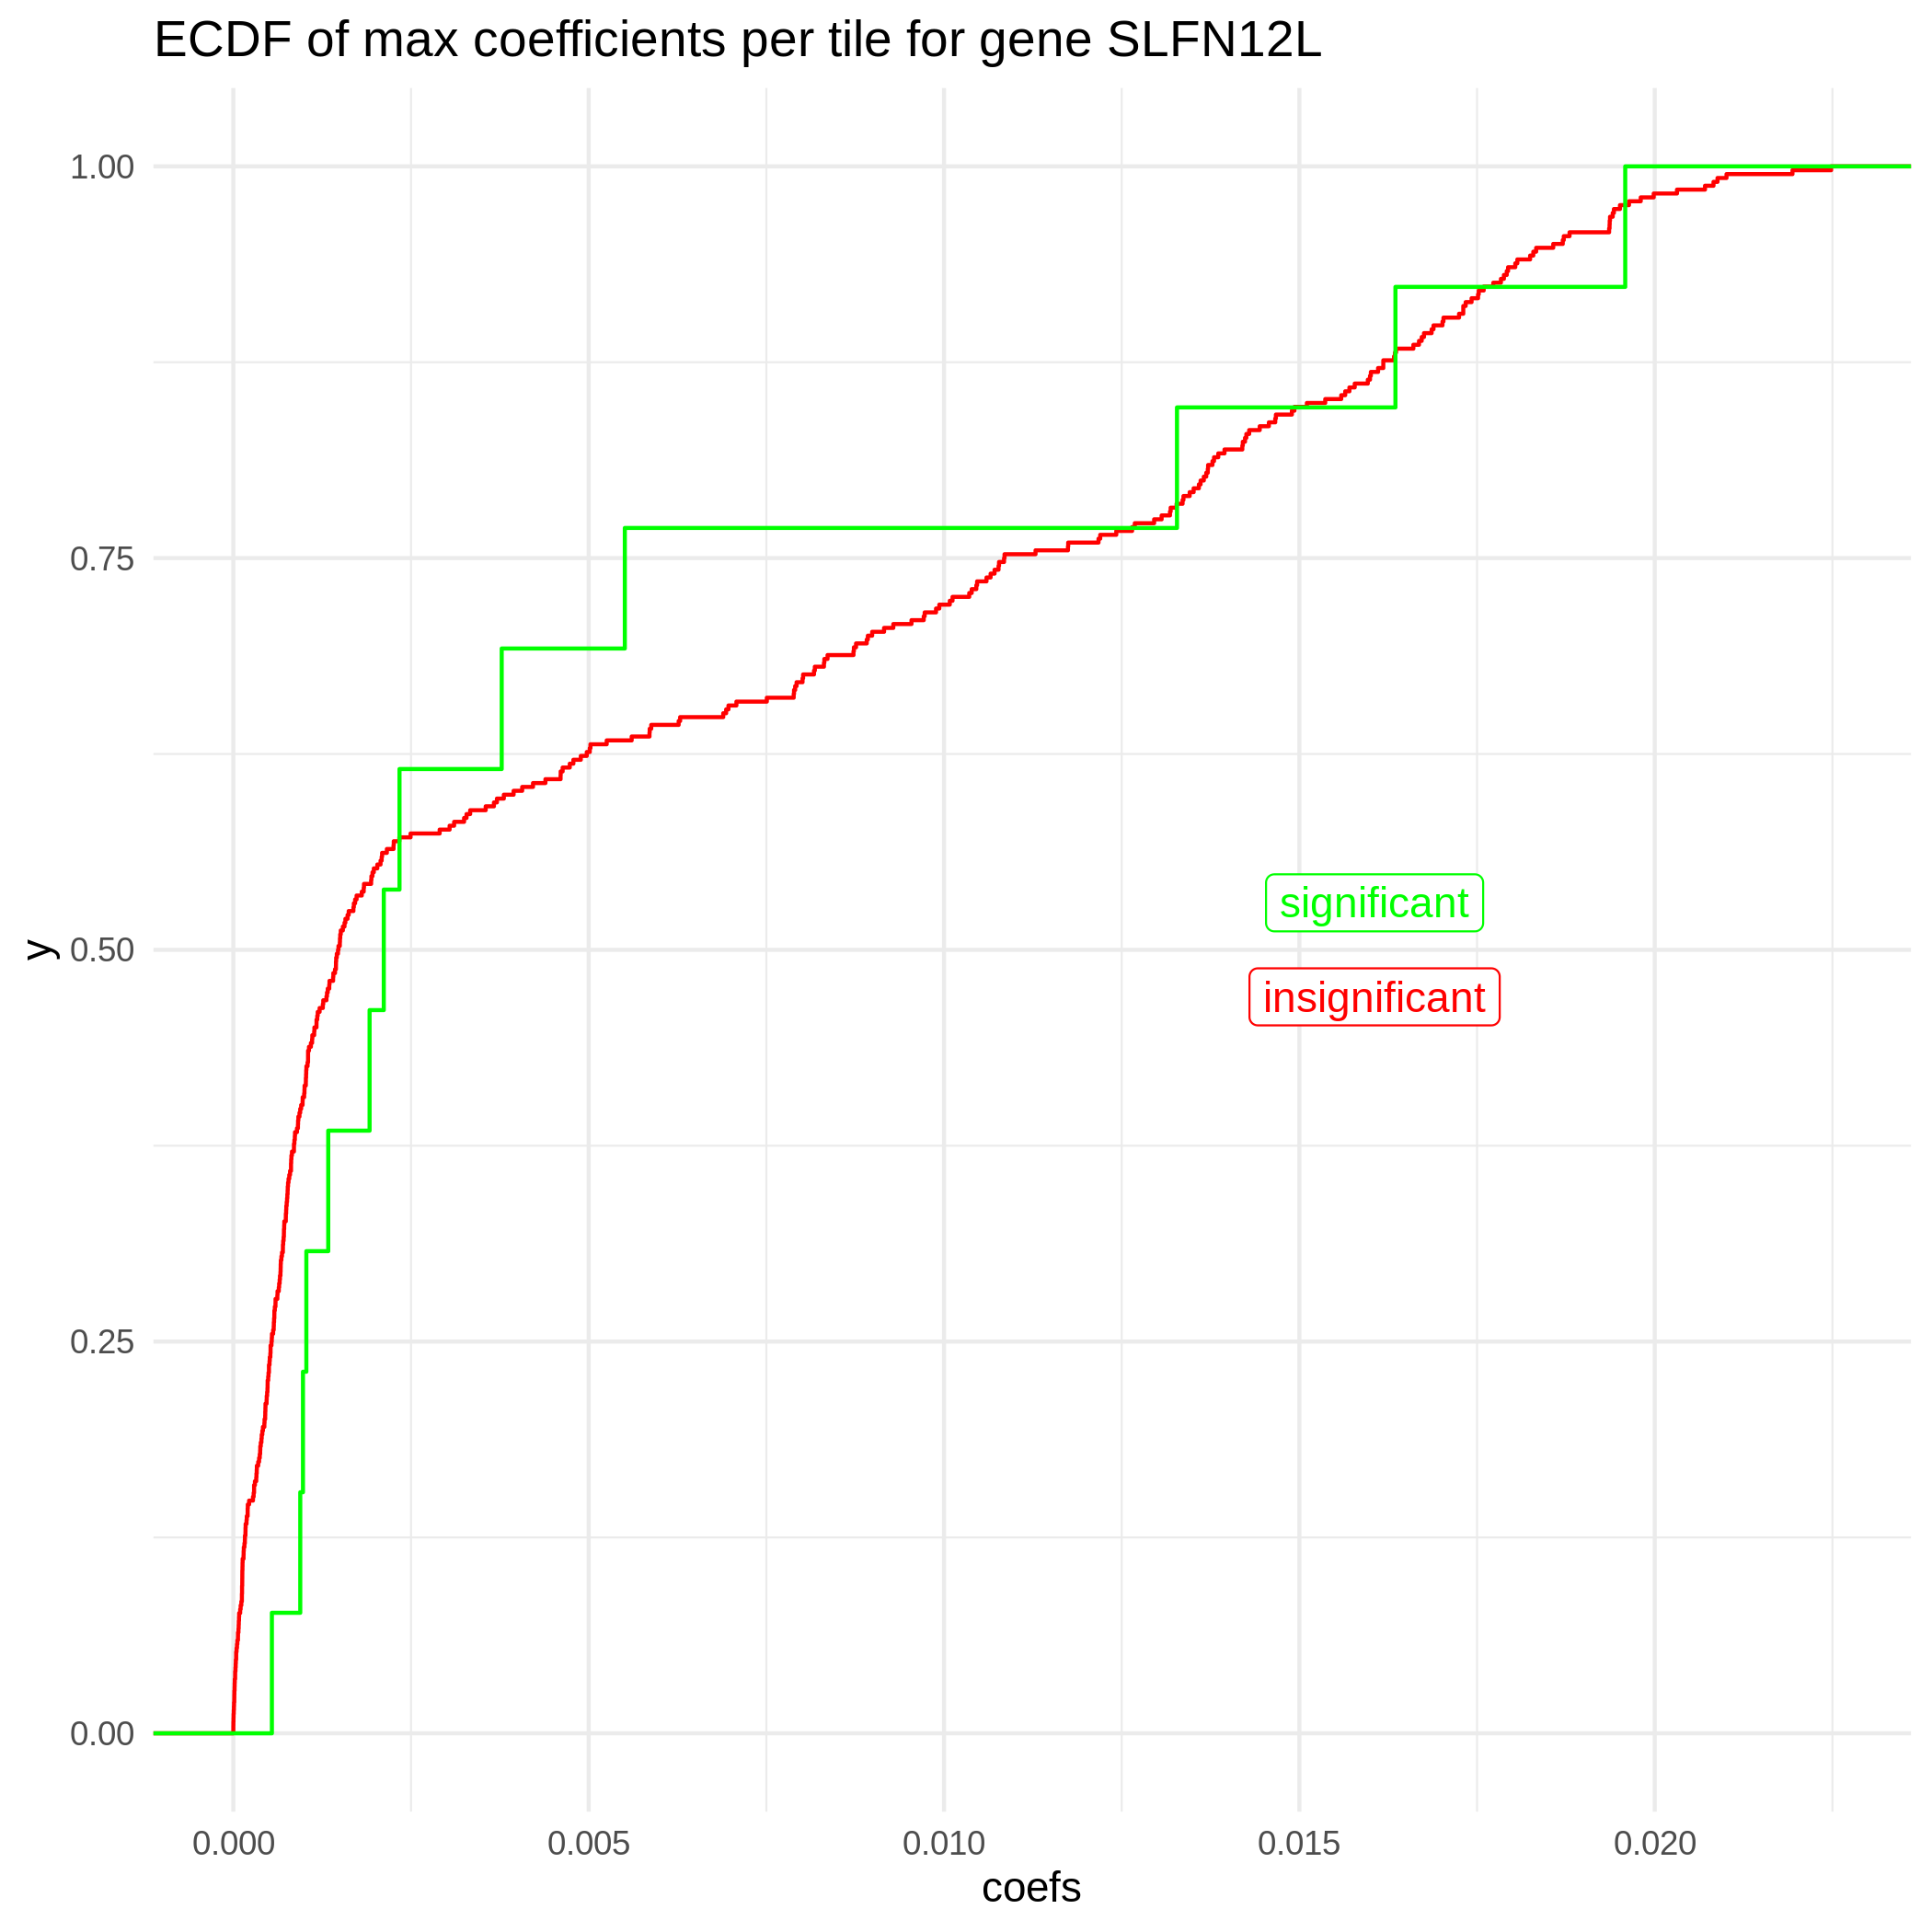 ECDF of max coefficients per tile for gene SLFN12L
1.00
0.75
0.50
0.25
0.00
y
significant
insignificant
0.000 0.005 0.010 0.015 0.020
coefs